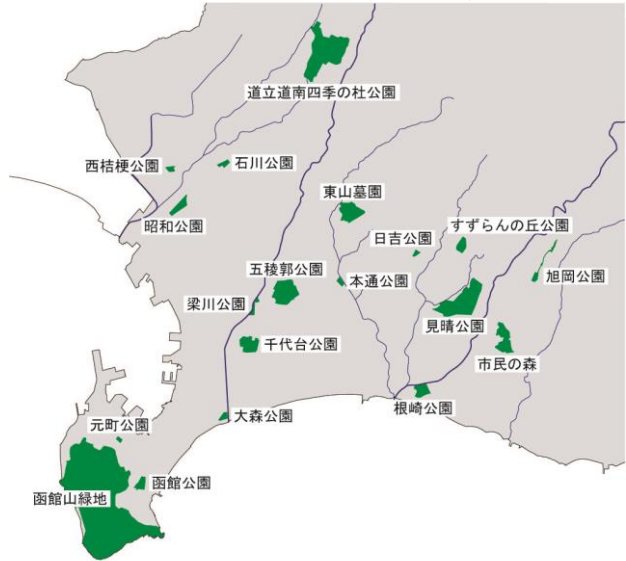 道立道南四季の杜公園
西桔梗公園
石川公園
昭和公園
東山墓園
すずらんの丘公園
日吉公園
五稜郭公園
本通公園
旭岡公園
梁川公園
見晴公園
千代台公園
市民の森
大森公園
根崎公園
元町公園
函館公園
函館山緑地